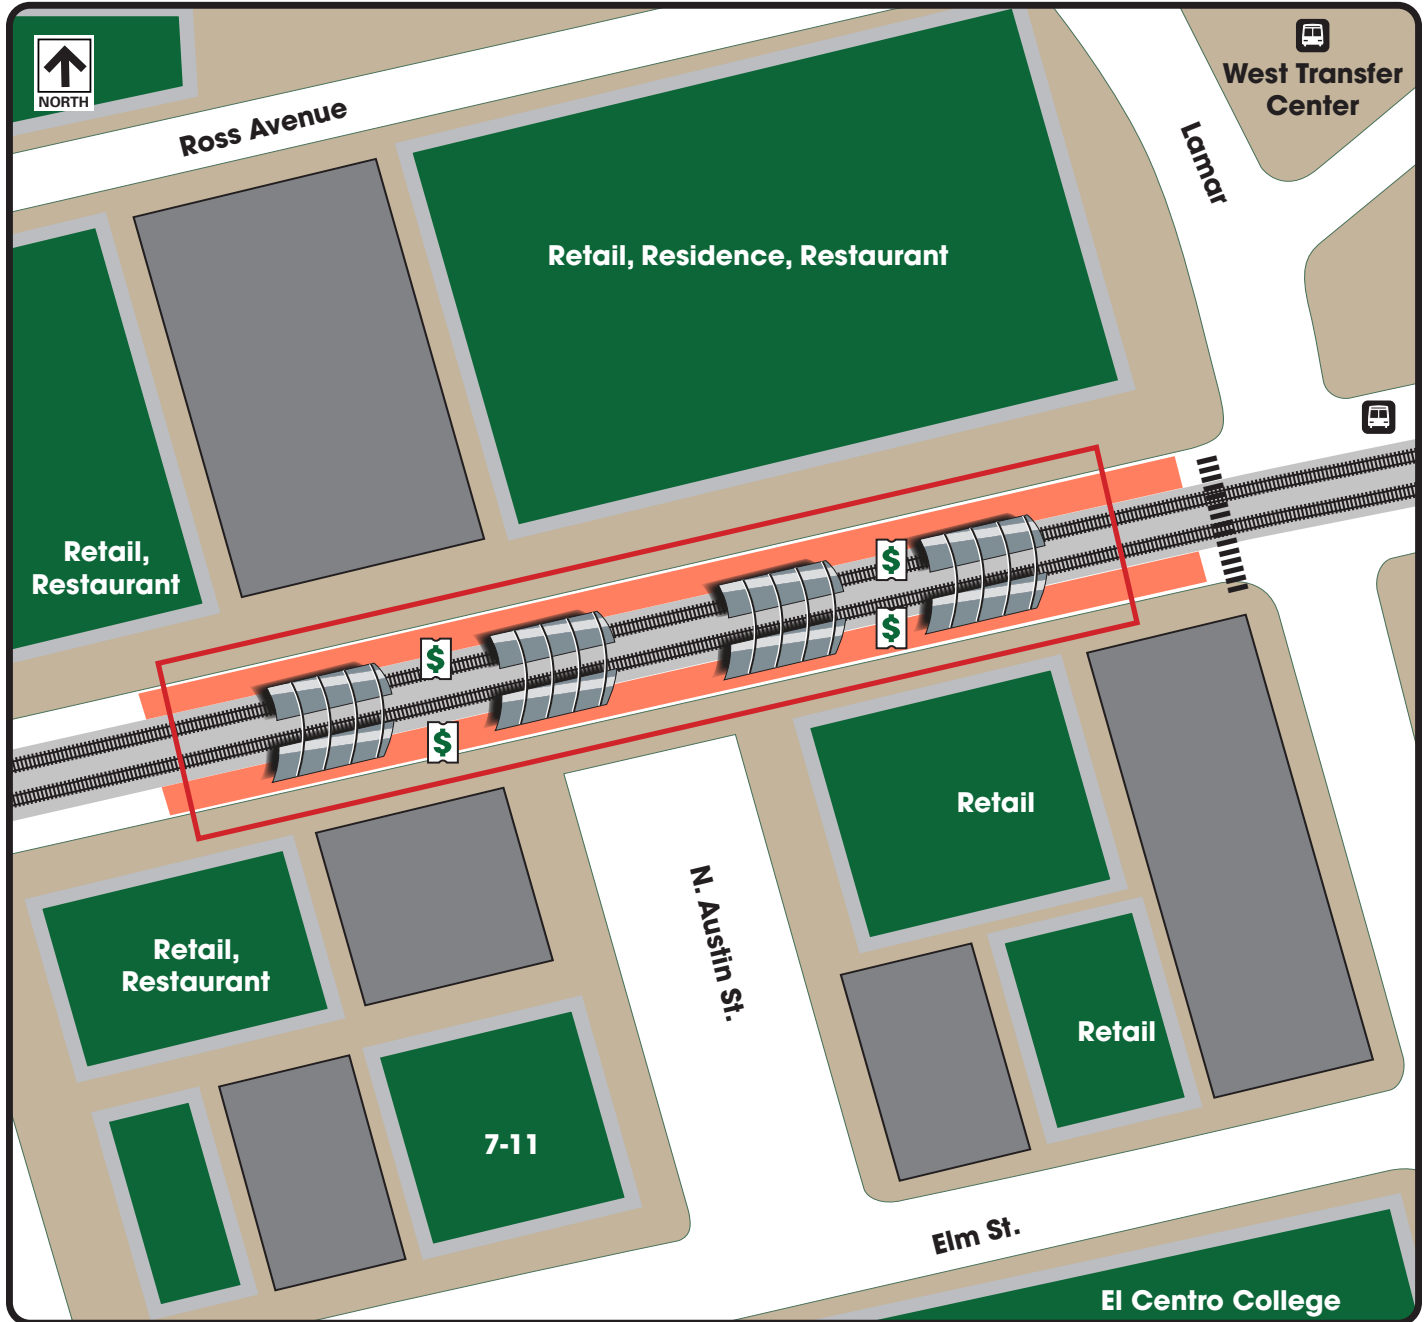 NORTH
West Transfer
Center
Ross Avenue
Lamar
Retail, Residence, Restaurant
Retail,
Restaurant
$
$
$
$
Retail
N. Austin St.
Retail,
Restaurant
Retail
7-11
Elm St.
El Centro College